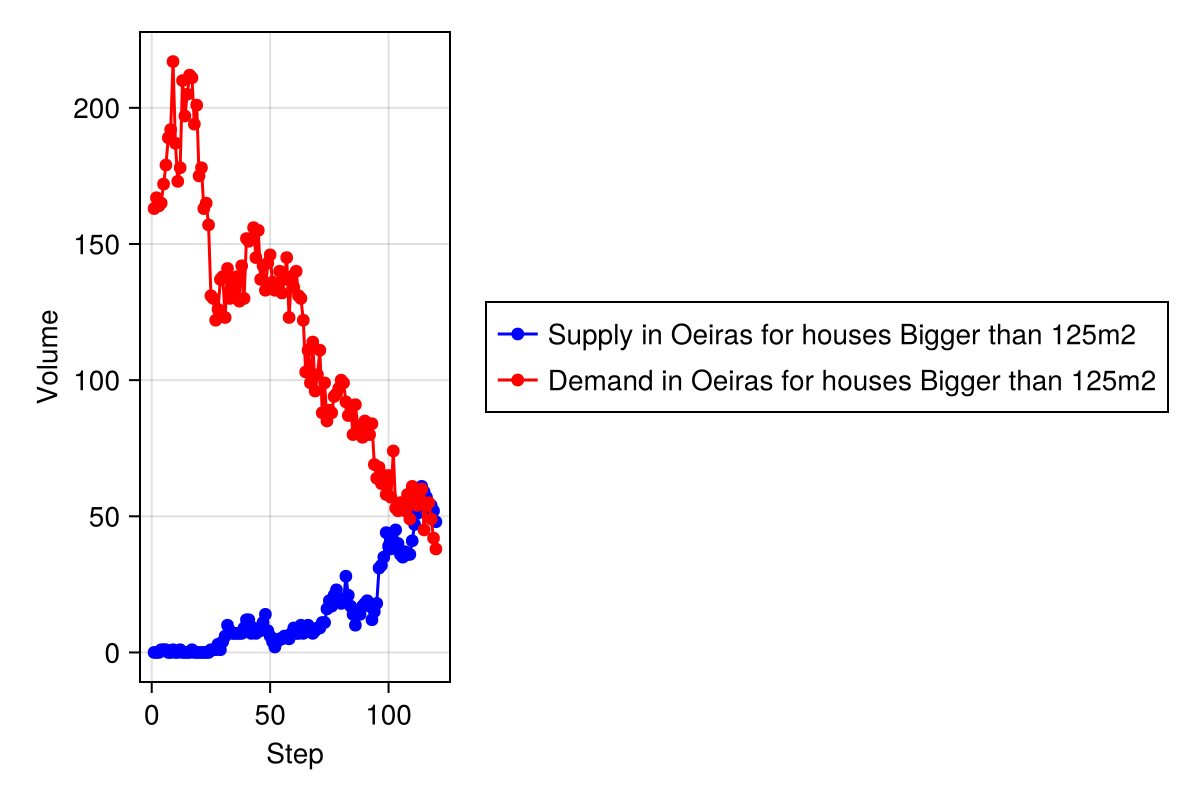 200
150
100
50
0
Volume
0 50 100
Step
Supply in Oeiras for houses Bigger than 125m2
Demand in Oeiras for houses Bigger than 125m2